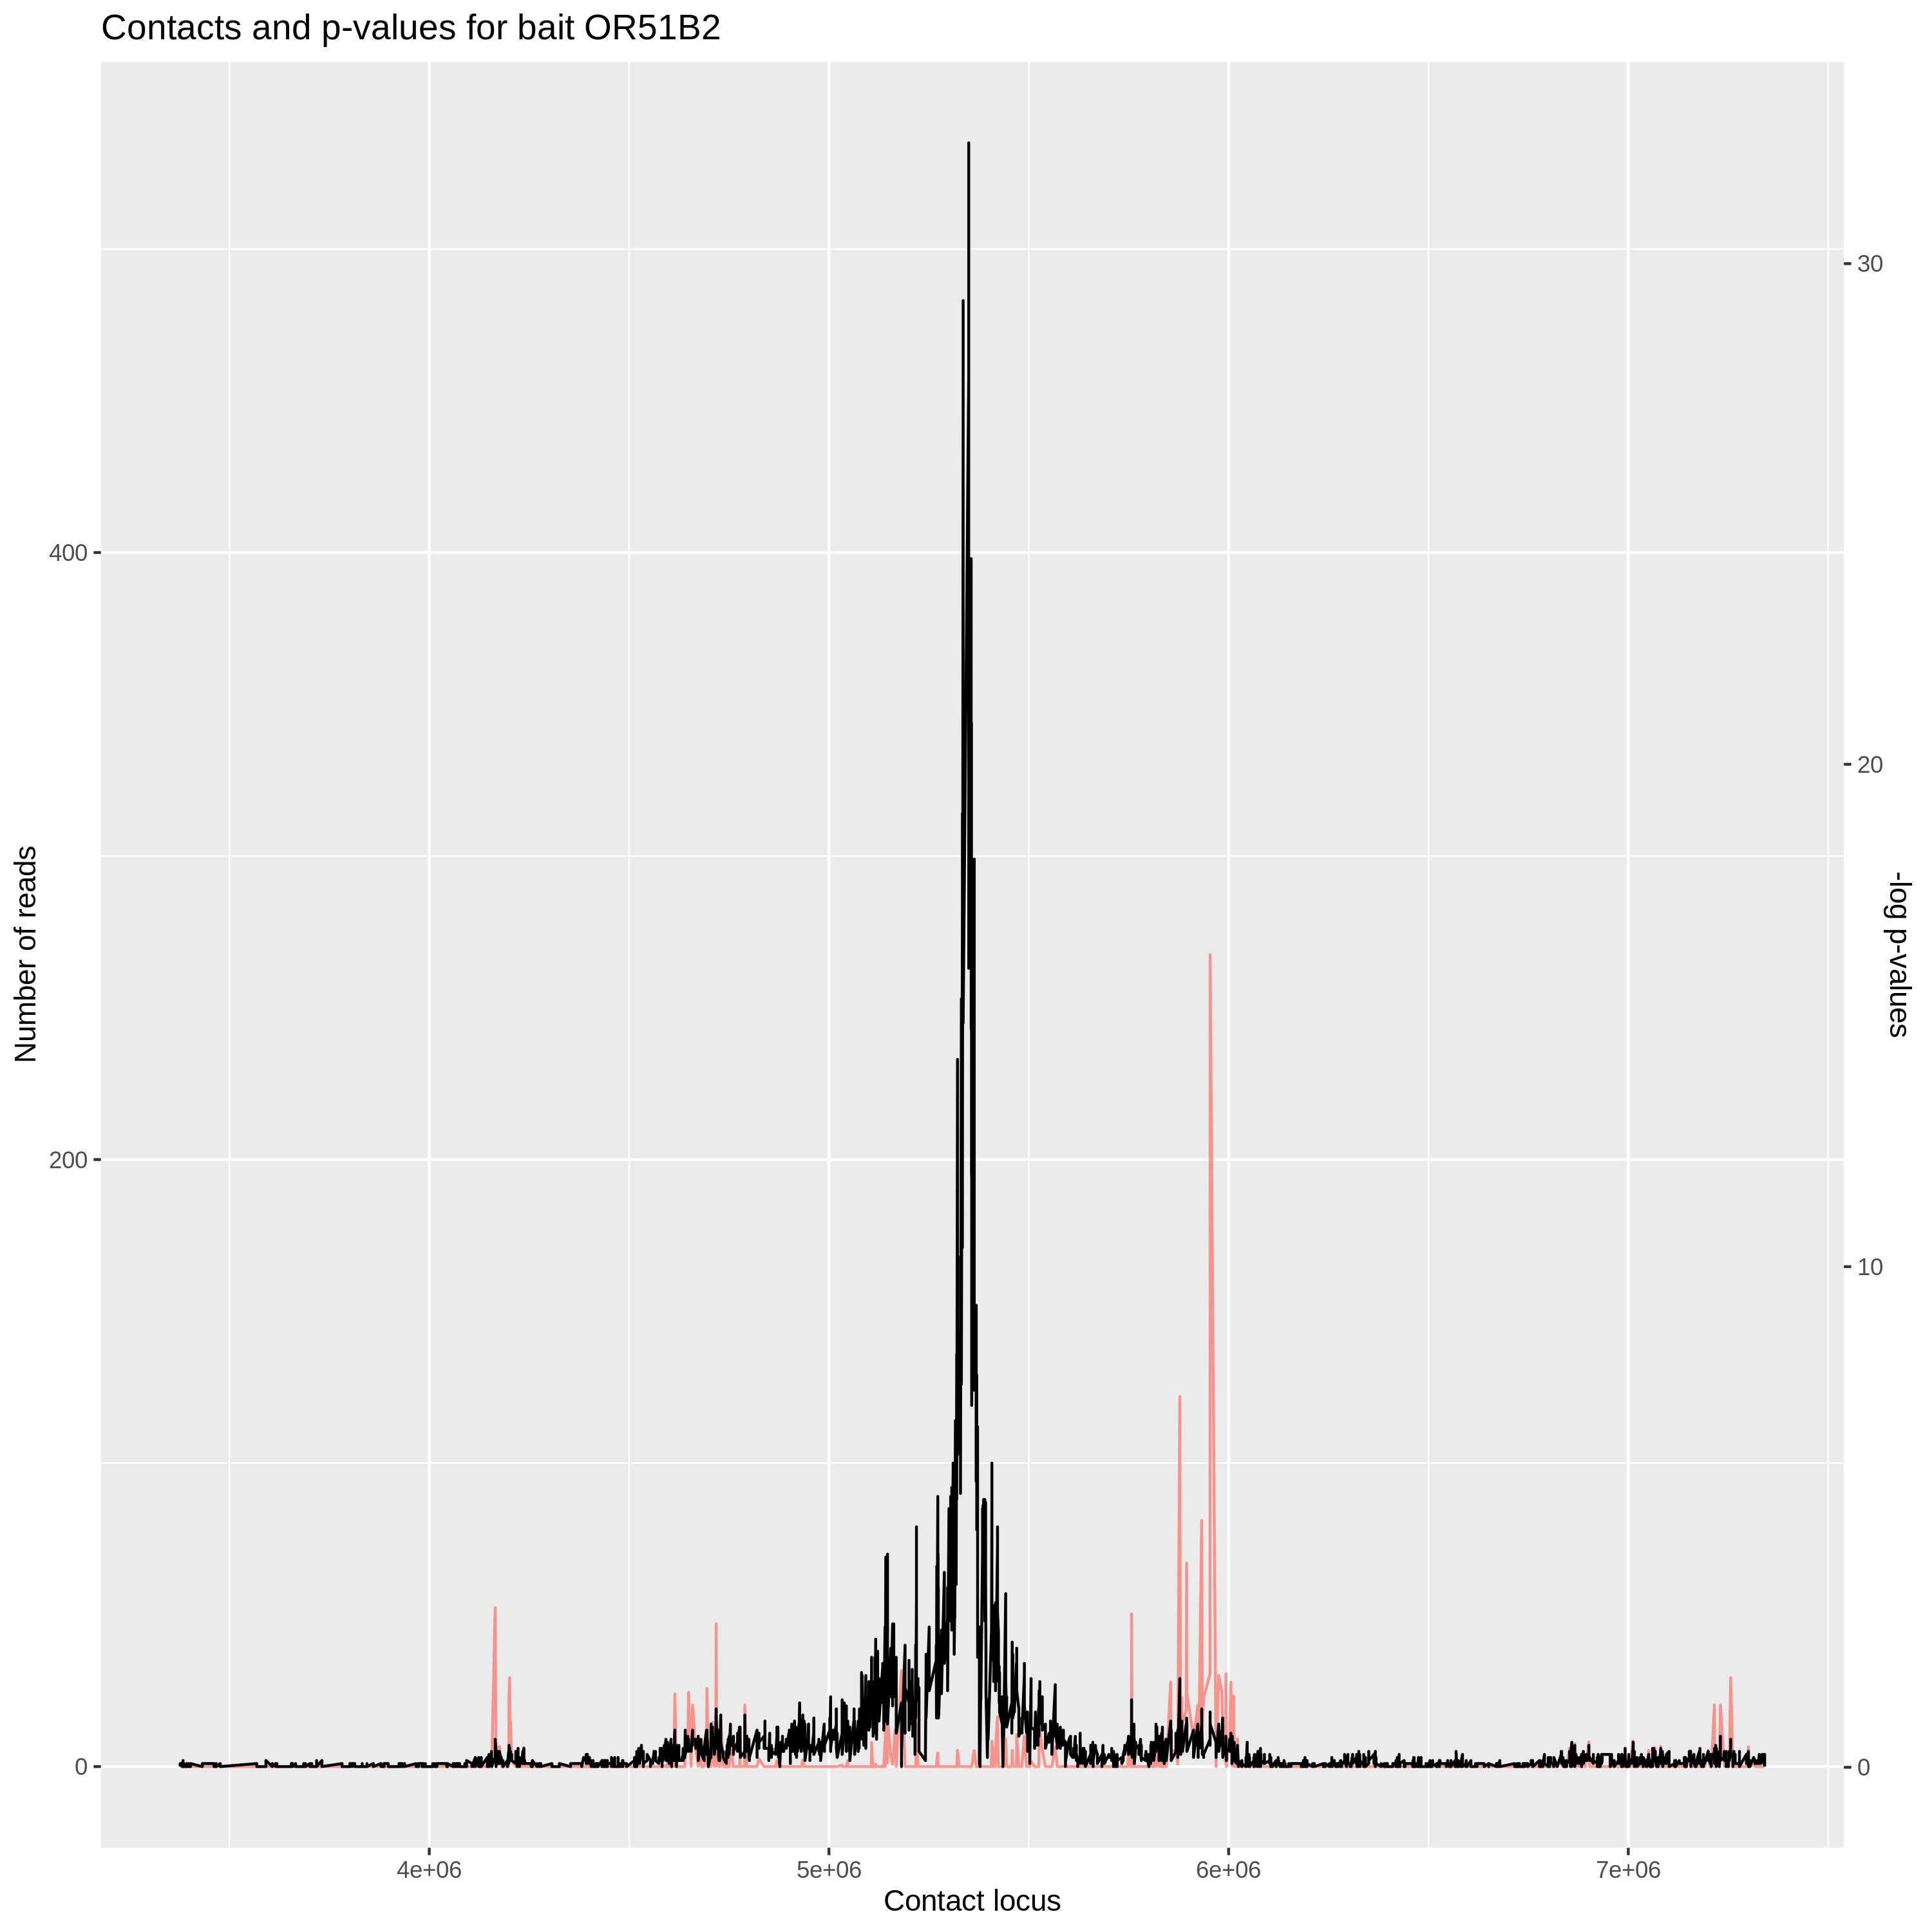 Contacts and p-values for bait OR51B2
Number of reads
400
200
0
30
20
10
0
-log p-values
4e+06
5e+06
6e+06
7e+06
Contact locus